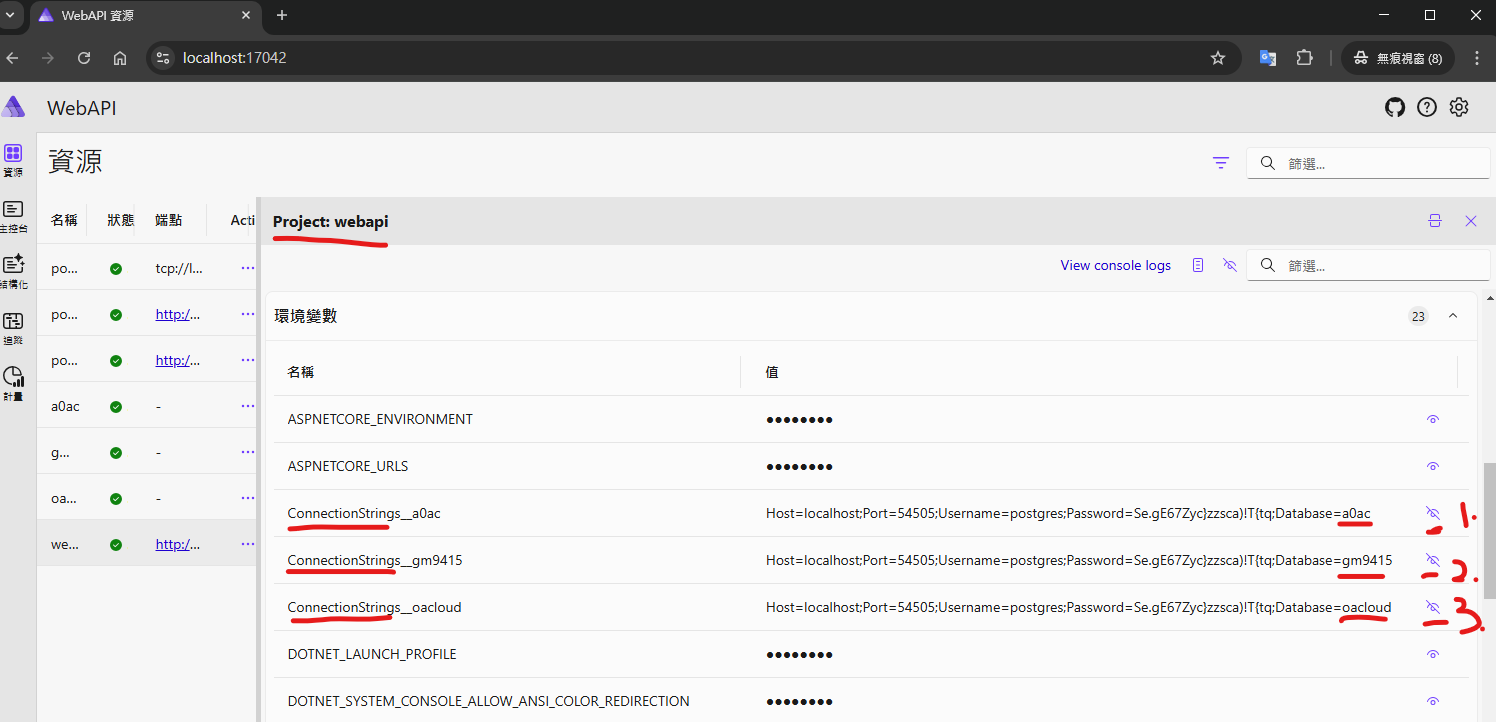 WebAPI 資源
localhost:17042
無痕視窗 (8)
WebAPI
資源
篩選...
資源
主控台
結構化
追蹤
計量
名稱 狀態 端點 Acti
po... tcp://l... ...
po... http:/... ...
po... http:/... ...
a0ac - ...
g... - ...
oa... - ...
we... http:/... ...
Project: webapi
View console logs
篩選...
環境變數 23
名稱 值
ASPNETCORE_ENVIRONMENT ●●●●●●●●
ASPNETCORE_URLS ●●●●●●●●
ConnectionStrings__a0ac Host=localhost;Port=54505;Username=postgres;Password=Se.gE67Zyc}zzsca)!T{tq;Database=a0ac 1.
ConnectionStrings__gm9415 Host=localhost;Port=54505;Username=postgres;Password=Se.gE67Zyc}zzsca)!T{tq;Database=gm9415 2.
ConnectionStrings__oacloud Host=localhost;Port=54505;Username=postgres;Password=Se.gE67Zyc}zzsca)!T{tq;Database=oacloud 3.
DOTNET_LAUNCH_PROFILE ●●●●●●●●
DOTNET_SYSTEM_CONSOLE_ALLOW_ANSI_COLOR_REDIRECTION ●●●●●●●●